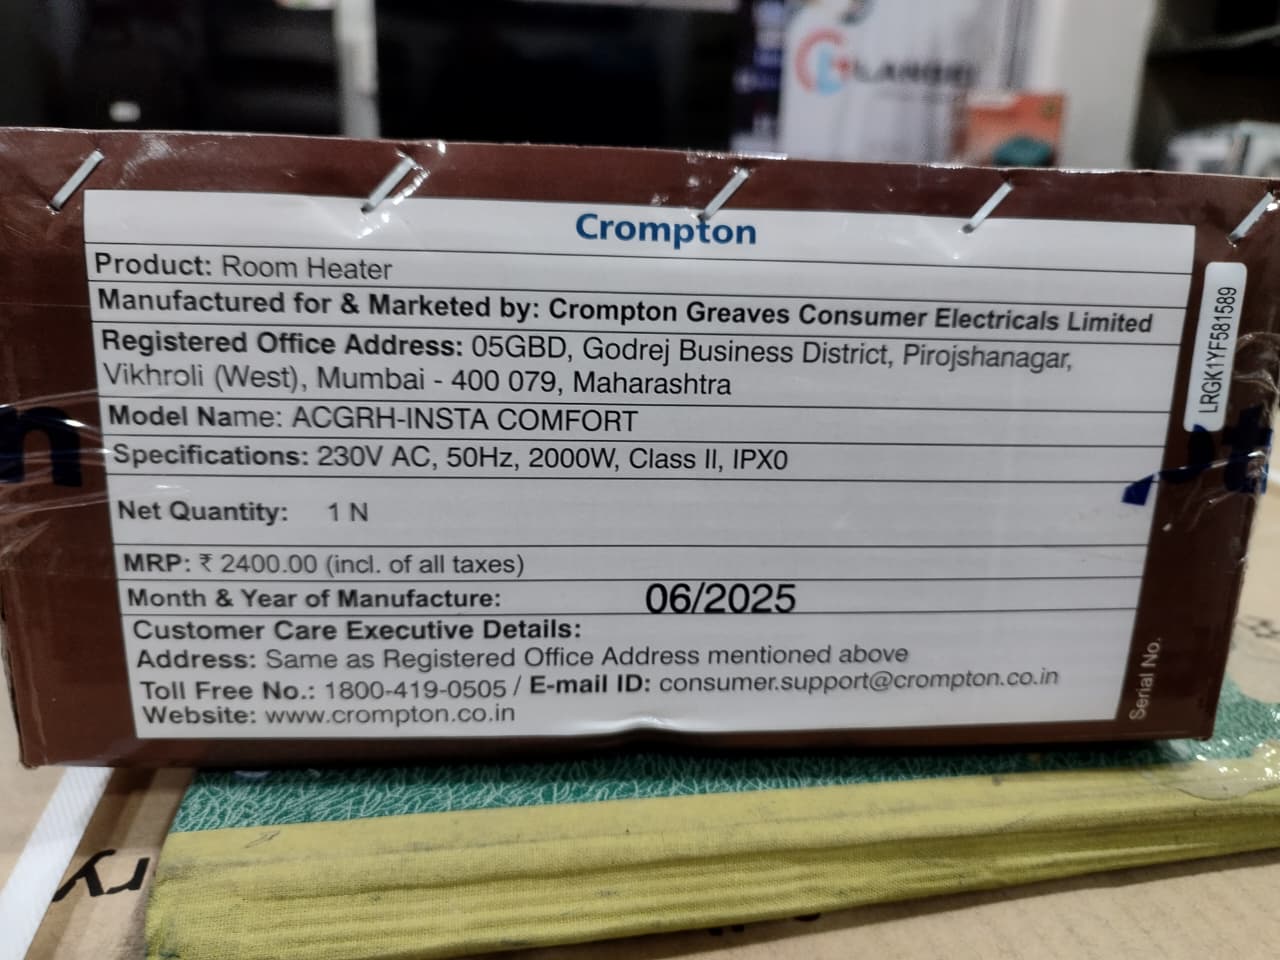 LANSO
Crompton
Product: Room Heater
Manufactured for & Marketed by: Crompton Greaves Consumer Electricals Limited
Registered Office Address: 05GBD, Godrej Business District, Pirojshanagar,
Vikhroli (West), Mumbai - 400 079, Maharashtra
Model Name: ACGRH-INSTA COMFORT
Specifications: 230V AC, 50Hz, 2000W, Class II, IPX0
Net Quantity: 1 N
MRP: ₹ 2400.00 (incl. of all taxes)
Month & Year of Manufacture: 06/2025
Customer Care Executive Details:
Address: Same as Registered Office Address mentioned above
Toll Free No.: 1800-419-0505 / E-mail ID: consumer.support@crompton.co.in
Website: www.crompton.co.in
LRGK1YF581589
Serial No.